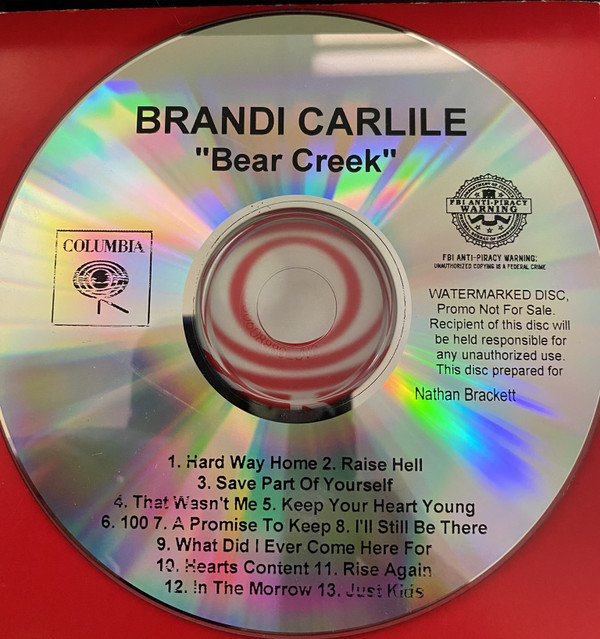 BRANDI CARLILE
"Bear Creek"
COLUMBIA
FBI ANTI-PIRACY
WARNING
FBI ANTI-PIRACY WARNING:
UNAUTHORIZED COPYING IS A FEDERAL CRIME
WATERMARKED DISC,
Promo Not For Sale.
Recipient of this disc will
be held responsible for
any unauthorized use.
This disc prepared for
Nathan Brackett
1. Hard Way Home 2. Raise Hell
3. Save Part Of Yourself
4. That Wasn't Me 5. Keep Your Heart Young
6. 100 7. A Promise To Keep 8. I'll Still Be There
9. What Did I Ever Come Here For
10. Hearts Content 11. Rise Again
12. In The Morrow 13. Just Kids